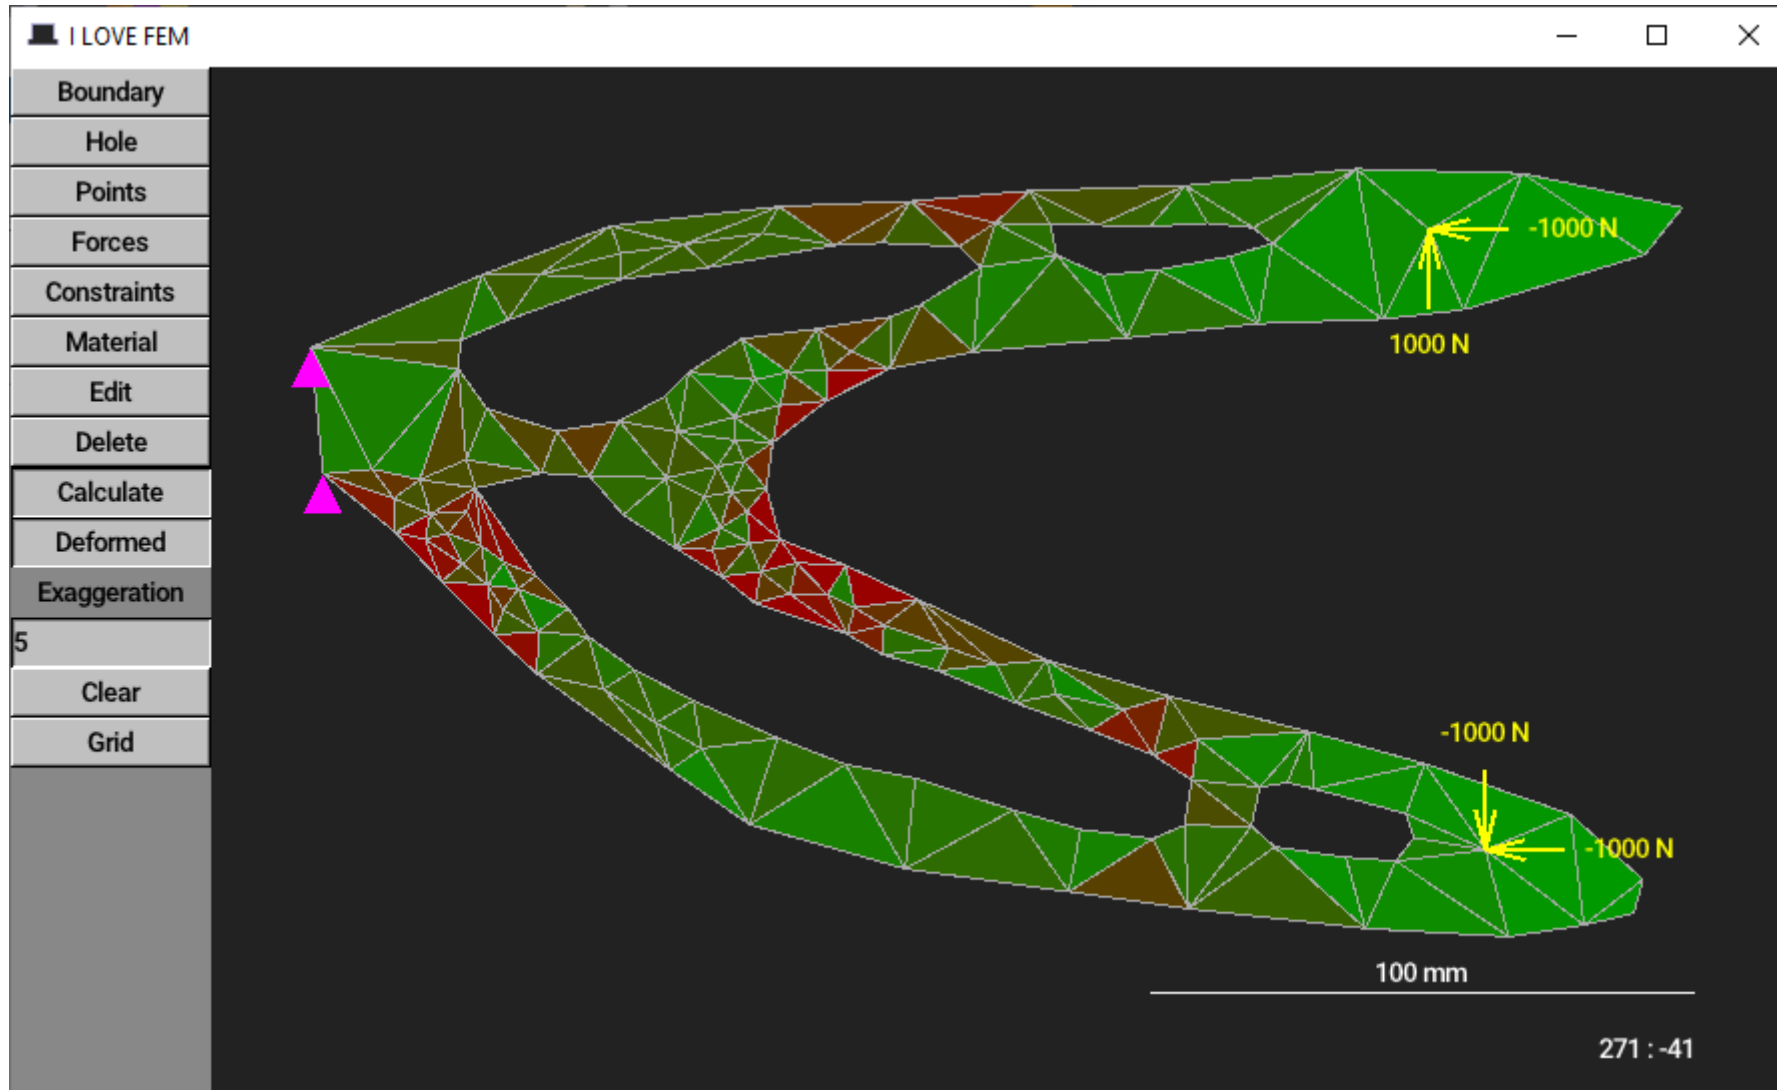 I LOVE FEM
Boundary
Hole
Points
Forces
Constraints
Material
Edit
Delete
Calculate
Deformed
Exaggeration
5
Clear
Grid
-1000 N
1000 N
-1000 N
-1000 N
100 mm
271 : -41